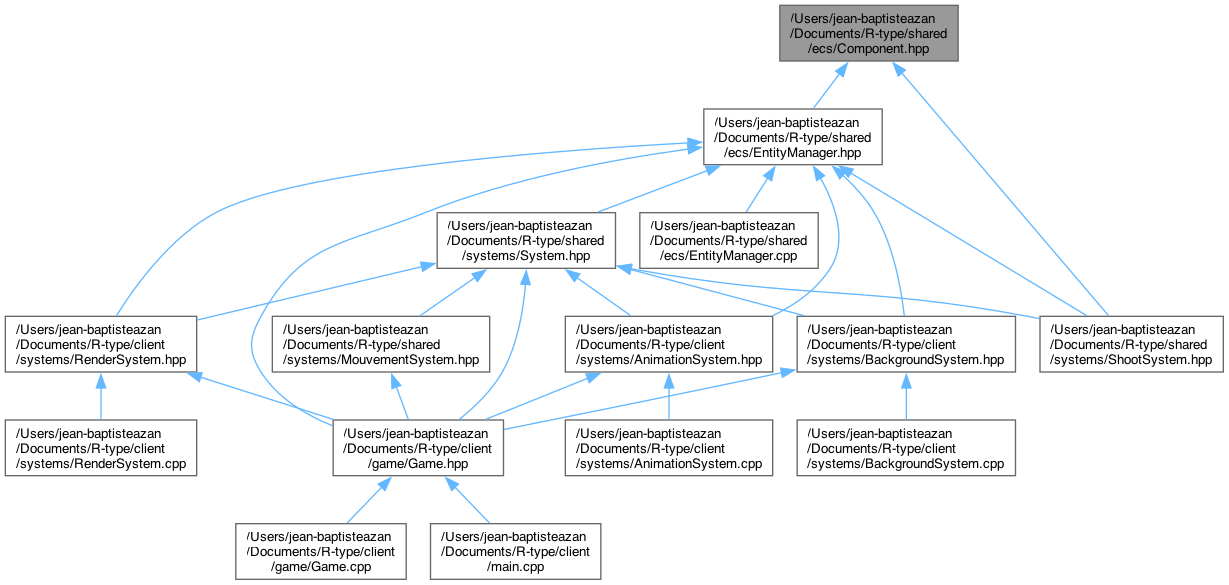 /Users/jean-baptisteazan
/Documents/R-type/shared
/ecs/Component.hpp
/Users/jean-baptisteazan
/Documents/R-type/shared
/ecs/EntityManager.hpp
/Users/jean-baptisteazan
/Documents/R-type/shared
/systems/System.hpp
/Users/jean-baptisteazan
/Documents/R-type/shared
/ecs/EntityManager.cpp
/Users/jean-baptisteazan
/Documents/R-type/client
/systems/RenderSystem.hpp
/Users/jean-baptisteazan
/Documents/R-type/shared
/systems/MouvementSystem.hpp
/Users/jean-baptisteazan
/Documents/R-type/client
/systems/AnimationSystem.hpp
/Users/jean-baptisteazan
/Documents/R-type/client
/systems/BackgroundSystem.hpp
/Users/jean-baptisteazan
/Documents/R-type/shared
/systems/ShootSystem.hpp
/Users/jean-baptisteazan
/Documents/R-type/client
/systems/RenderSystem.cpp
/Users/jean-baptisteazan
/Documents/R-type/client
/game/Game.hpp
/Users/jean-baptisteazan
/Documents/R-type/client
/systems/AnimationSystem.cpp
/Users/jean-baptisteazan
/Documents/R-type/client
/systems/BackgroundSystem.cpp
/Users/jean-baptisteazan
/Documents/R-type/client
/game/Game.cpp
/Users/jean-baptisteazan
/Documents/R-type/client
/main.cpp